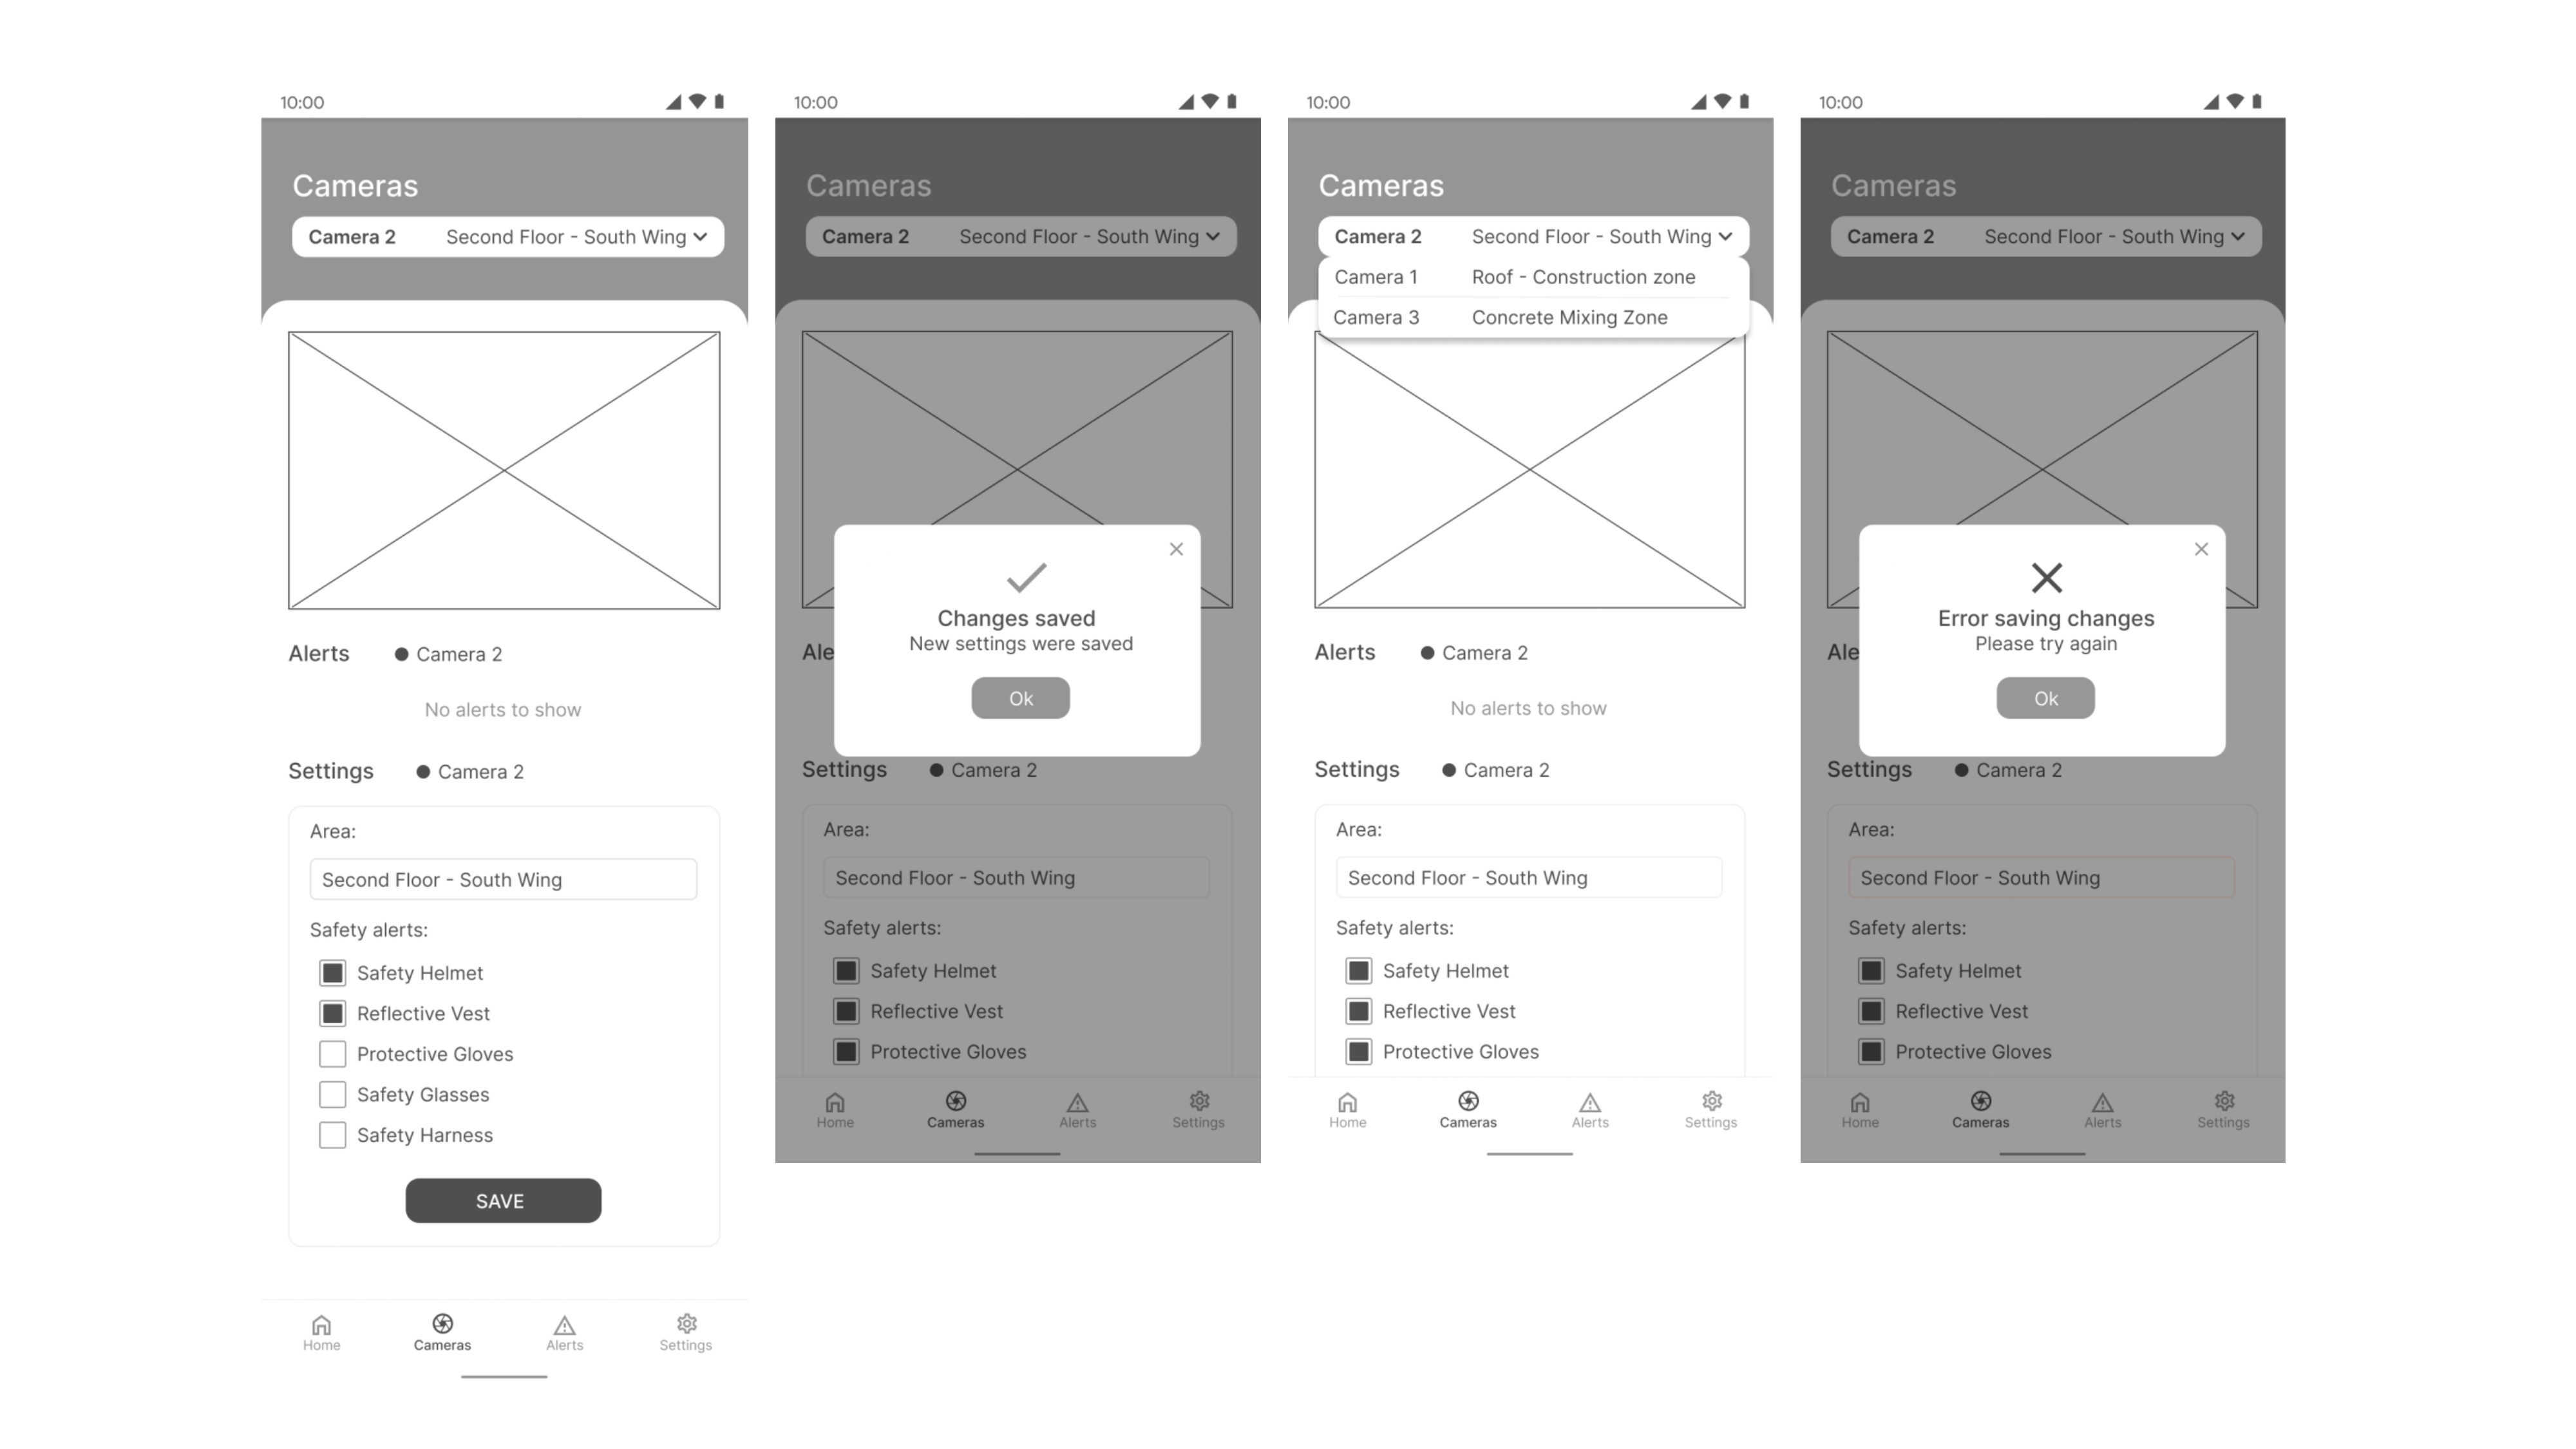 10:00
Cameras
Camera 2 Second Floor - South Wing
Alerts Camera 2
No alerts to show
Settings Camera 2
Area:
Second Floor - South Wing
Safety alerts:
Safety Helmet
Reflective Vest
Protective Gloves
Safety Glasses
Safety Harness
SAVE
Home Cameras Alerts Settings
10:00
Cameras
Camera 2 Second Floor - South Wing
Changes saved
New settings were saved
Ok
Ale
Settings Camera 2
Area:
Second Floor - South Wing
Safety alerts:
Safety Helmet
Reflective Vest
Protective Gloves
Home Cameras Alerts Settings
10:00
Cameras
Camera 2 Second Floor - South Wing
Camera 1 Roof - Construction zone
Camera 3 Concrete Mixing Zone
Alerts Camera 2
No alerts to show
Settings Camera 2
Area:
Second Floor - South Wing
Safety alerts:
Safety Helmet
Reflective Vest
Protective Gloves
Home Cameras Alerts Settings
10:00
Cameras
Camera 2 Second Floor - South Wing
Error saving changes
Please try again
Ok
Ale
Settings Camera 2
Area:
Second Floor - South Wing
Safety alerts:
Safety Helmet
Reflective Vest
Protective Gloves
Home Cameras Alerts Settings